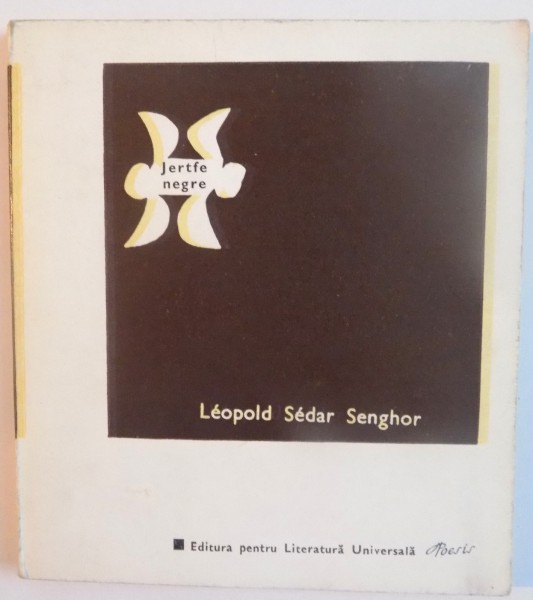 Jertfe
negre
Léopold Sédar Senghor
Editura pentru Literatură Universală Poesis